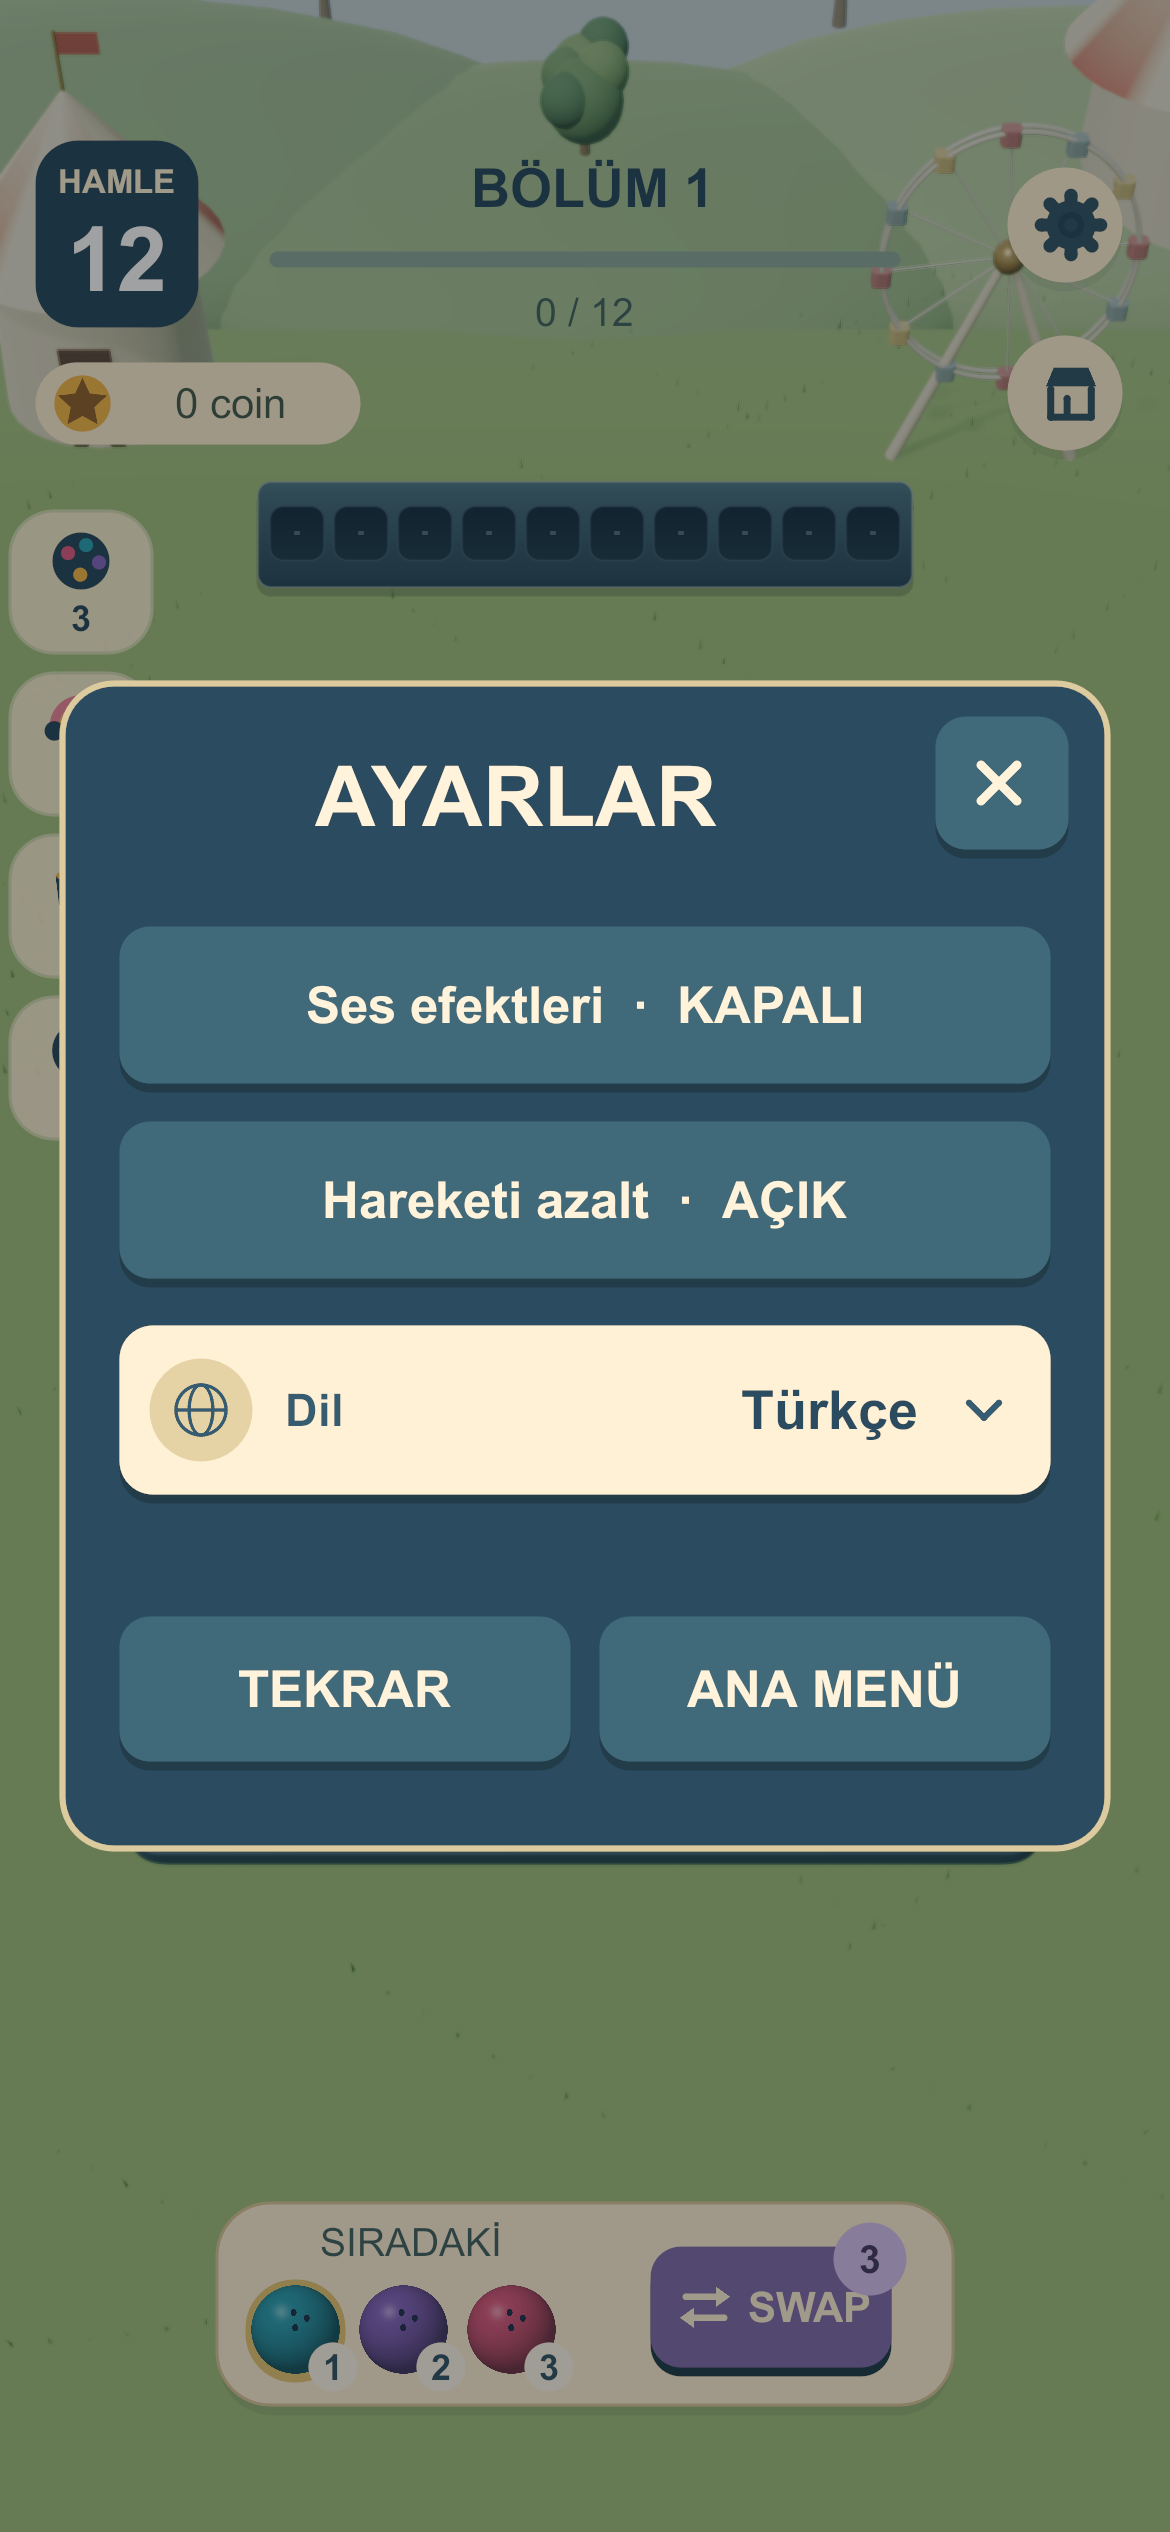 HAMLE
12
BÖLÜM 1
0 / 12
0 coin
3
AYARLAR
Ses efektleri · KAPALI
Hareketi azalt · AÇIK
Dil
Türkçe
TEKRAR
ANA MENÜ
SIRADAKİ
1
2
3
SWAP
3